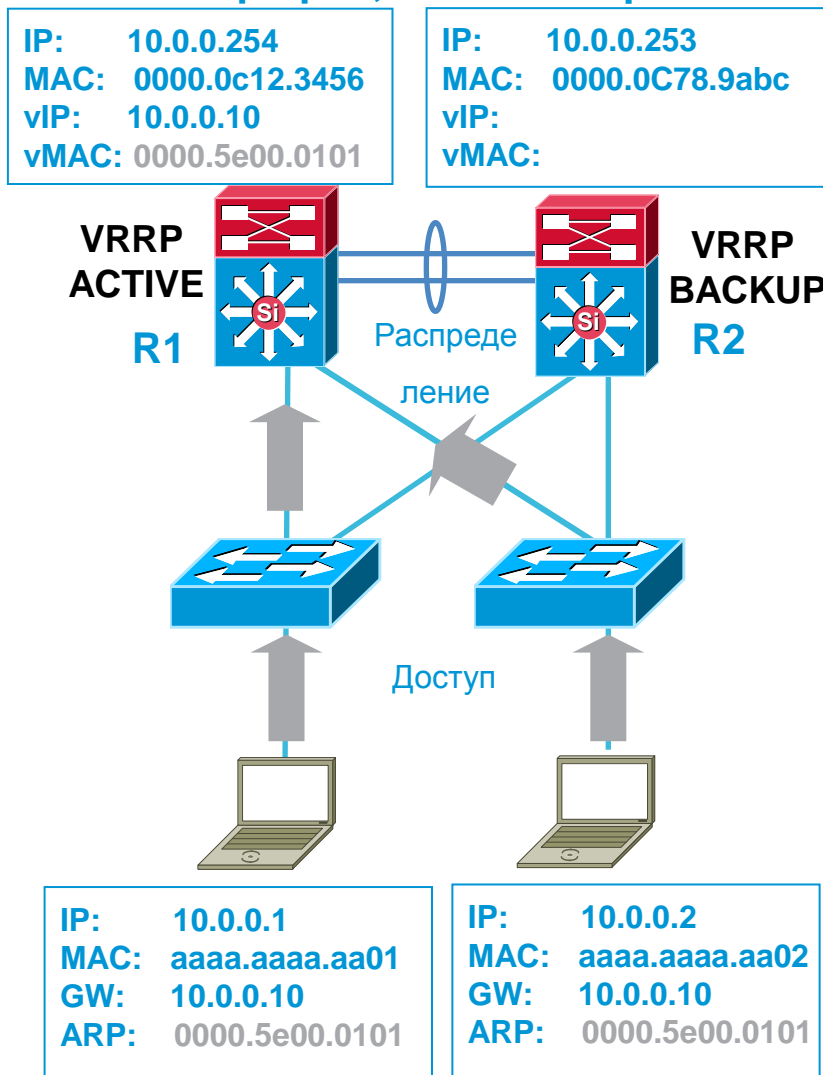 IP: 10.0.0.254
MAC: 0000.0c12.3456
vIP: 10.0.0.10
vMAC: 0000.5e00.0101
IP: 10.0.0.253
MAC: 0000.0C78.9abc
vIP:
vMAC:
VRRP
ACTIVE
R1
Si
Si
VRRP
BACKUP
R2
Распреде
ление
Доступ
IP: 10.0.0.1
MAC: aaaa.aaaa.aa01
GW: 10.0.0.10
ARP: 0000.5e00.0101
IP: 10.0.0.2
MAC: aaaa.aaaa.aa02
GW: 10.0.0.10
ARP: 0000.5e00.0101